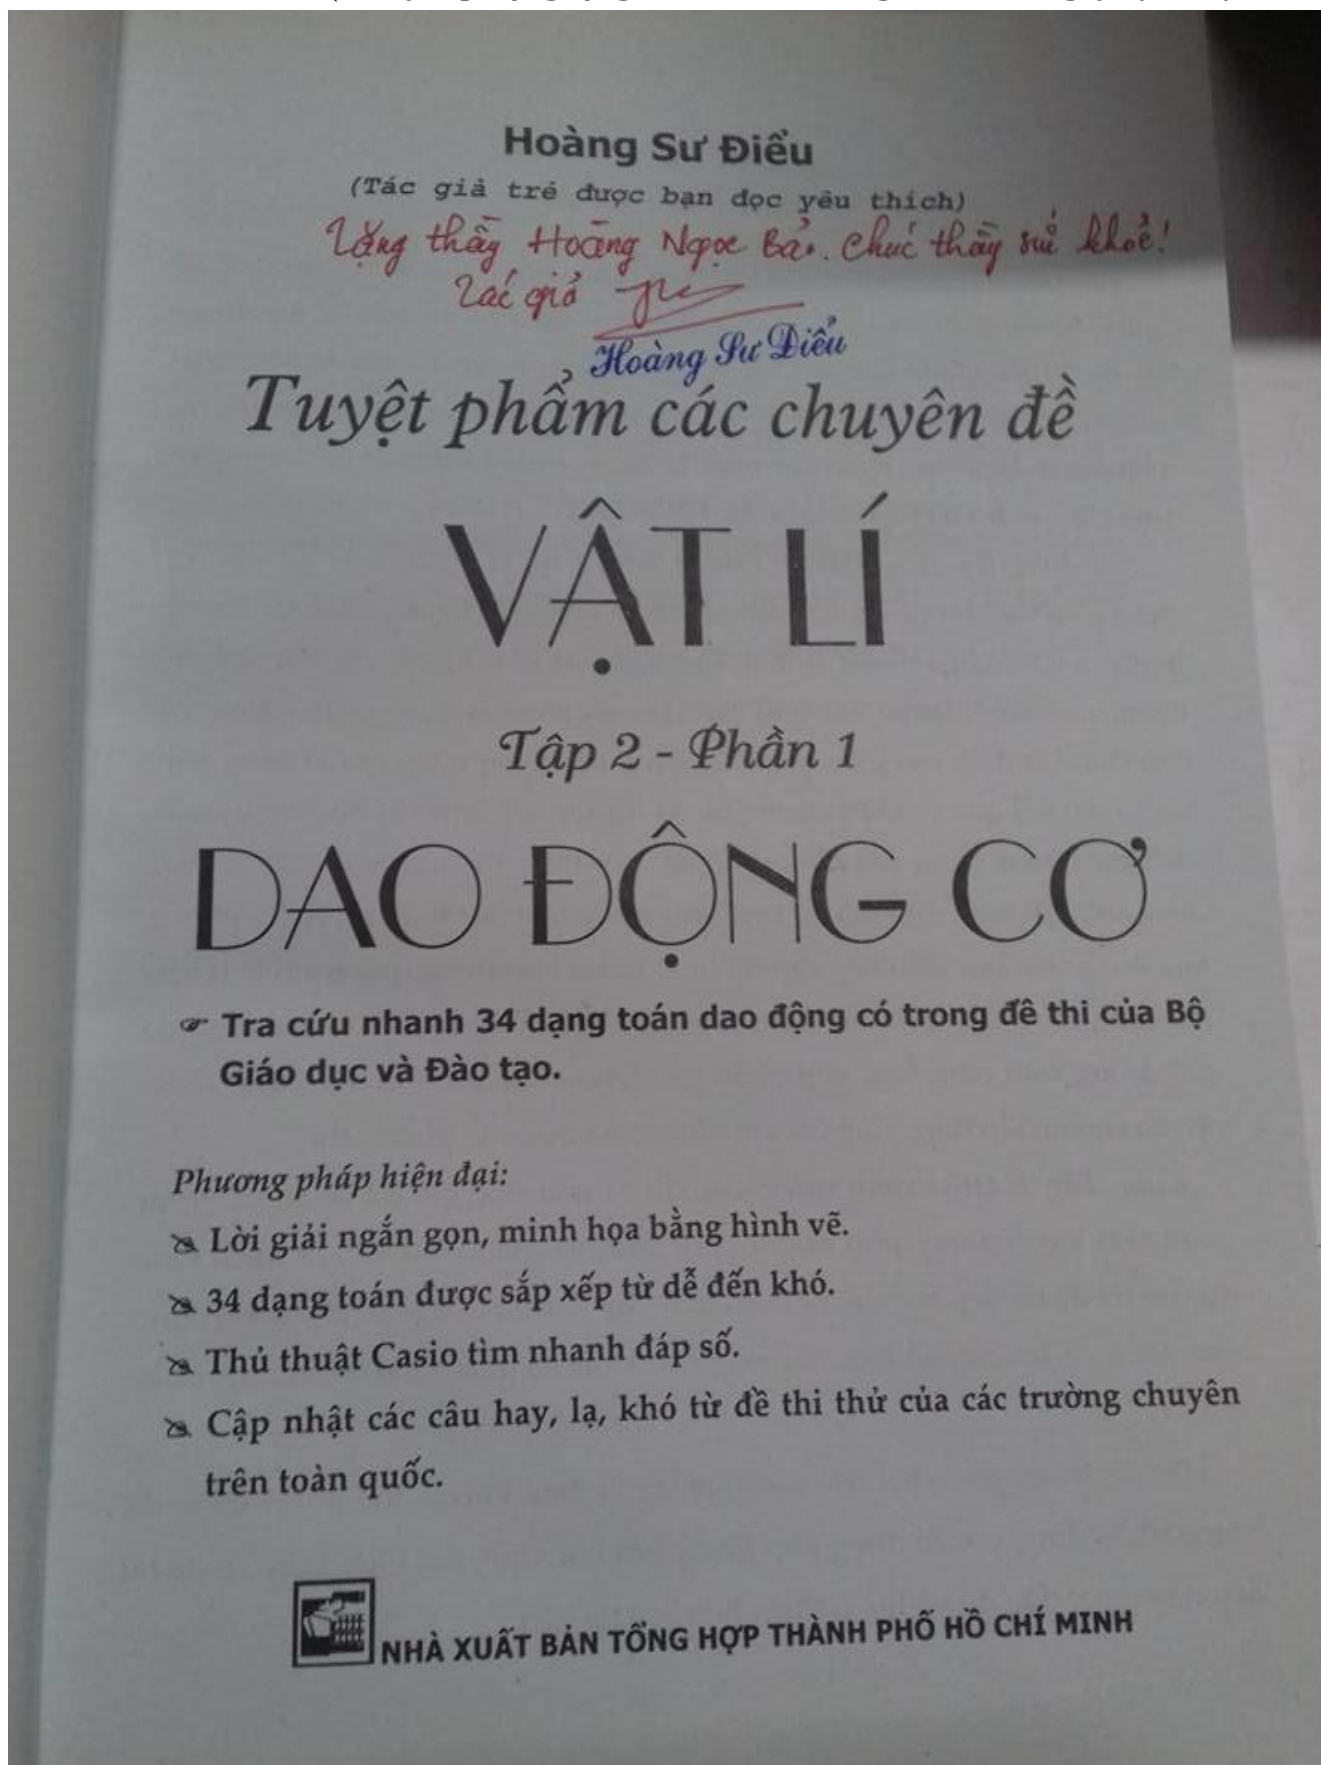 Hoàng Sư Điểu
(Tác giả trẻ được bạn đọc yêu thích)
Tặng thầy Hoàng Ngọc Bảo. Chúc thầy sức khoẻ!
Tác giả
Hoàng Sư Điểu
Tuyệt phẩm các chuyên đề
VẬT LÍ
Tập 2 - Phần 1
DAO ĐỘNG CƠ
☞ Tra cứu nhanh 34 dạng toán dao động có trong đề thi của Bộ
Giáo dục và Đào tạo.
Phương pháp hiện đại:
Lời giải ngắn gọn, minh họa bằng hình vẽ.
34 dạng toán được sắp xếp từ dễ đến khó.
Thủ thuật Casio tìm nhanh đáp số.
Cập nhật các câu hay, lạ, khó từ đề thi thử của các trường chuyên
trên toàn quốc.
NHÀ XUẤT BẢN TỔNG HỢP THÀNH PHỐ HỒ CHÍ MINH